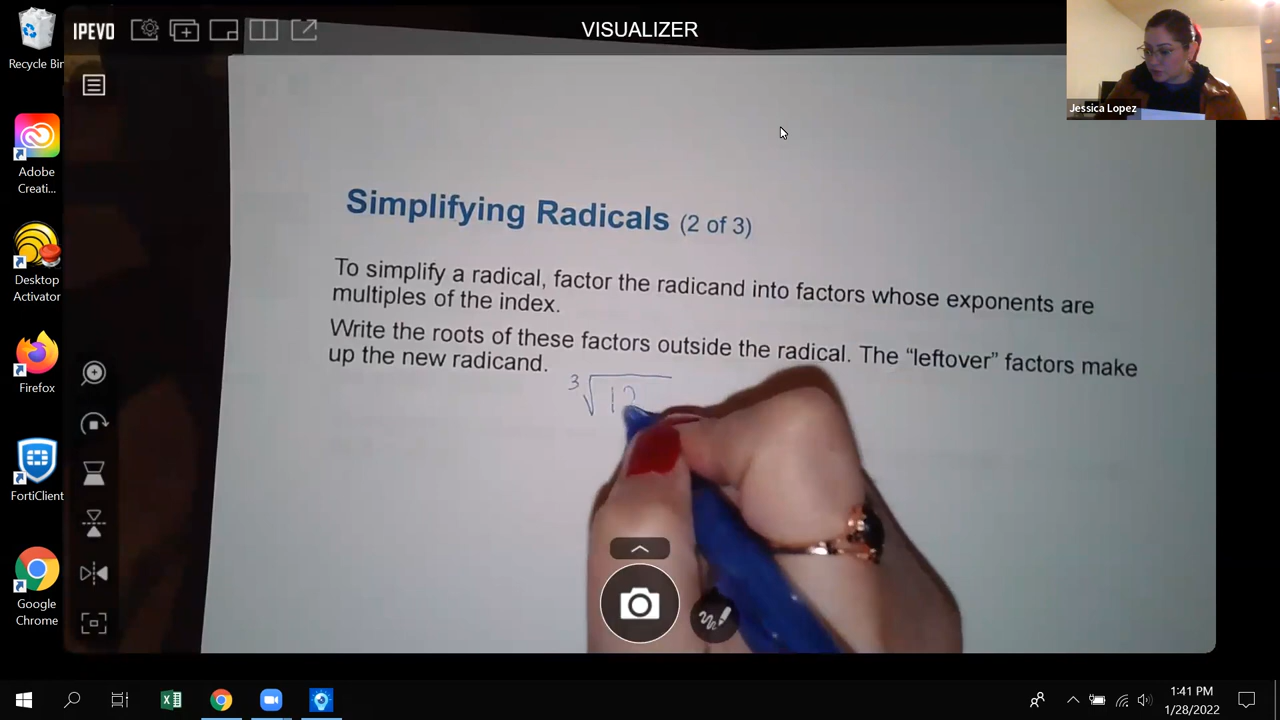 IPEVO
VISUALIZER
Recycle Bin
Jessica Lopez
Adobe
Creati...
Simplifying Radicals (2 of 3)
To simplify a radical, factor the radicand into factors whose exponents are
multiples of the index.
Write the roots of these factors outside the radical. The “leftover” factors make
up the new radicand.
3√12
Desktop
Activator
Firefox
FortiClient
Google
Chrome
1:41 PM
1/28/2022